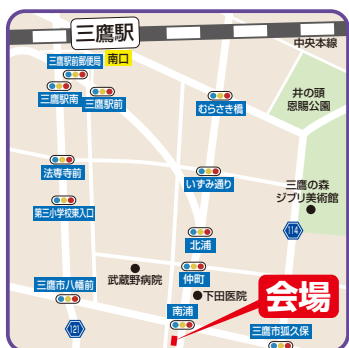 三鷹駅
中央本線
三鷹駅前郵便局
南口
三鷹駅南
三鷹駅前
むらさき橋
井の頭
恩賜公園
法専寺前
いずみ通り
三鷹の森
ジブリ美術館
第三小学校東入口
114
北浦
武蔵野病院
仲町
三鷹市八幡前
下田医院
会場
南浦
121
三鷹市狐久保